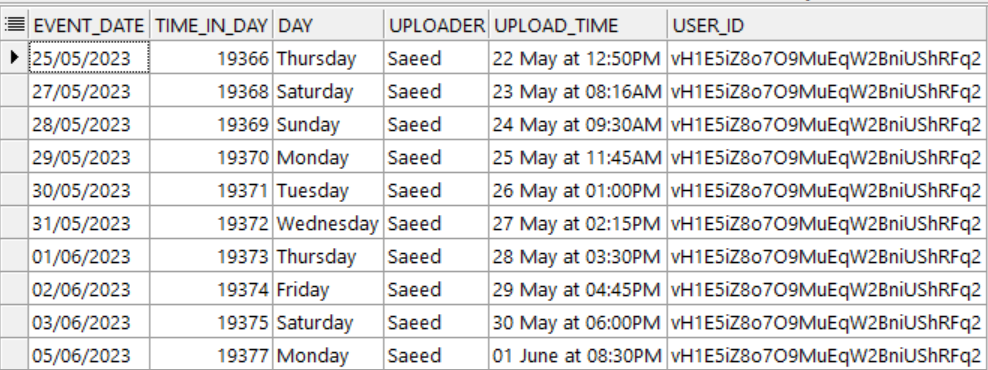 EVENT_DATE TIME_IN_DAY DAY UPLOADER UPLOAD_TIME USER_ID
25/05/2023 19366 Thursday Saeed 22 May at 12:50PM vH1E5iZ8o7O9MuEqW2BniUShRFq2
27/05/2023 19368 Saturday Saeed 23 May at 08:16AM vH1E5iZ8o7O9MuEqW2BniUShRFq2
28/05/2023 19369 Sunday Saeed 24 May at 09:30AM vH1E5iZ8o7O9MuEqW2BniUShRFq2
29/05/2023 19370 Monday Saeed 25 May at 11:45AM vH1E5iZ8o7O9MuEqW2BniUShRFq2
30/05/2023 19371 Tuesday Saeed 26 May at 01:00PM vH1E5iZ8o7O9MuEqW2BniUShRFq2
31/05/2023 19372 Wednesday Saeed 27 May at 02:15PM vH1E5iZ8o7O9MuEqW2BniUShRFq2
01/06/2023 19373 Thursday Saeed 28 May at 03:30PM vH1E5iZ8o7O9MuEqW2BniUShRFq2
02/06/2023 19374 Friday Saeed 29 May at 04:45PM vH1E5iZ8o7O9MuEqW2BniUShRFq2
03/06/2023 19375 Saturday Saeed 30 May at 06:00PM vH1E5iZ8o7O9MuEqW2BniUShRFq2
05/06/2023 19377 Monday Saeed 01 June at 08:30PM vH1E5iZ8o7O9MuEqW2BniUShRFq2